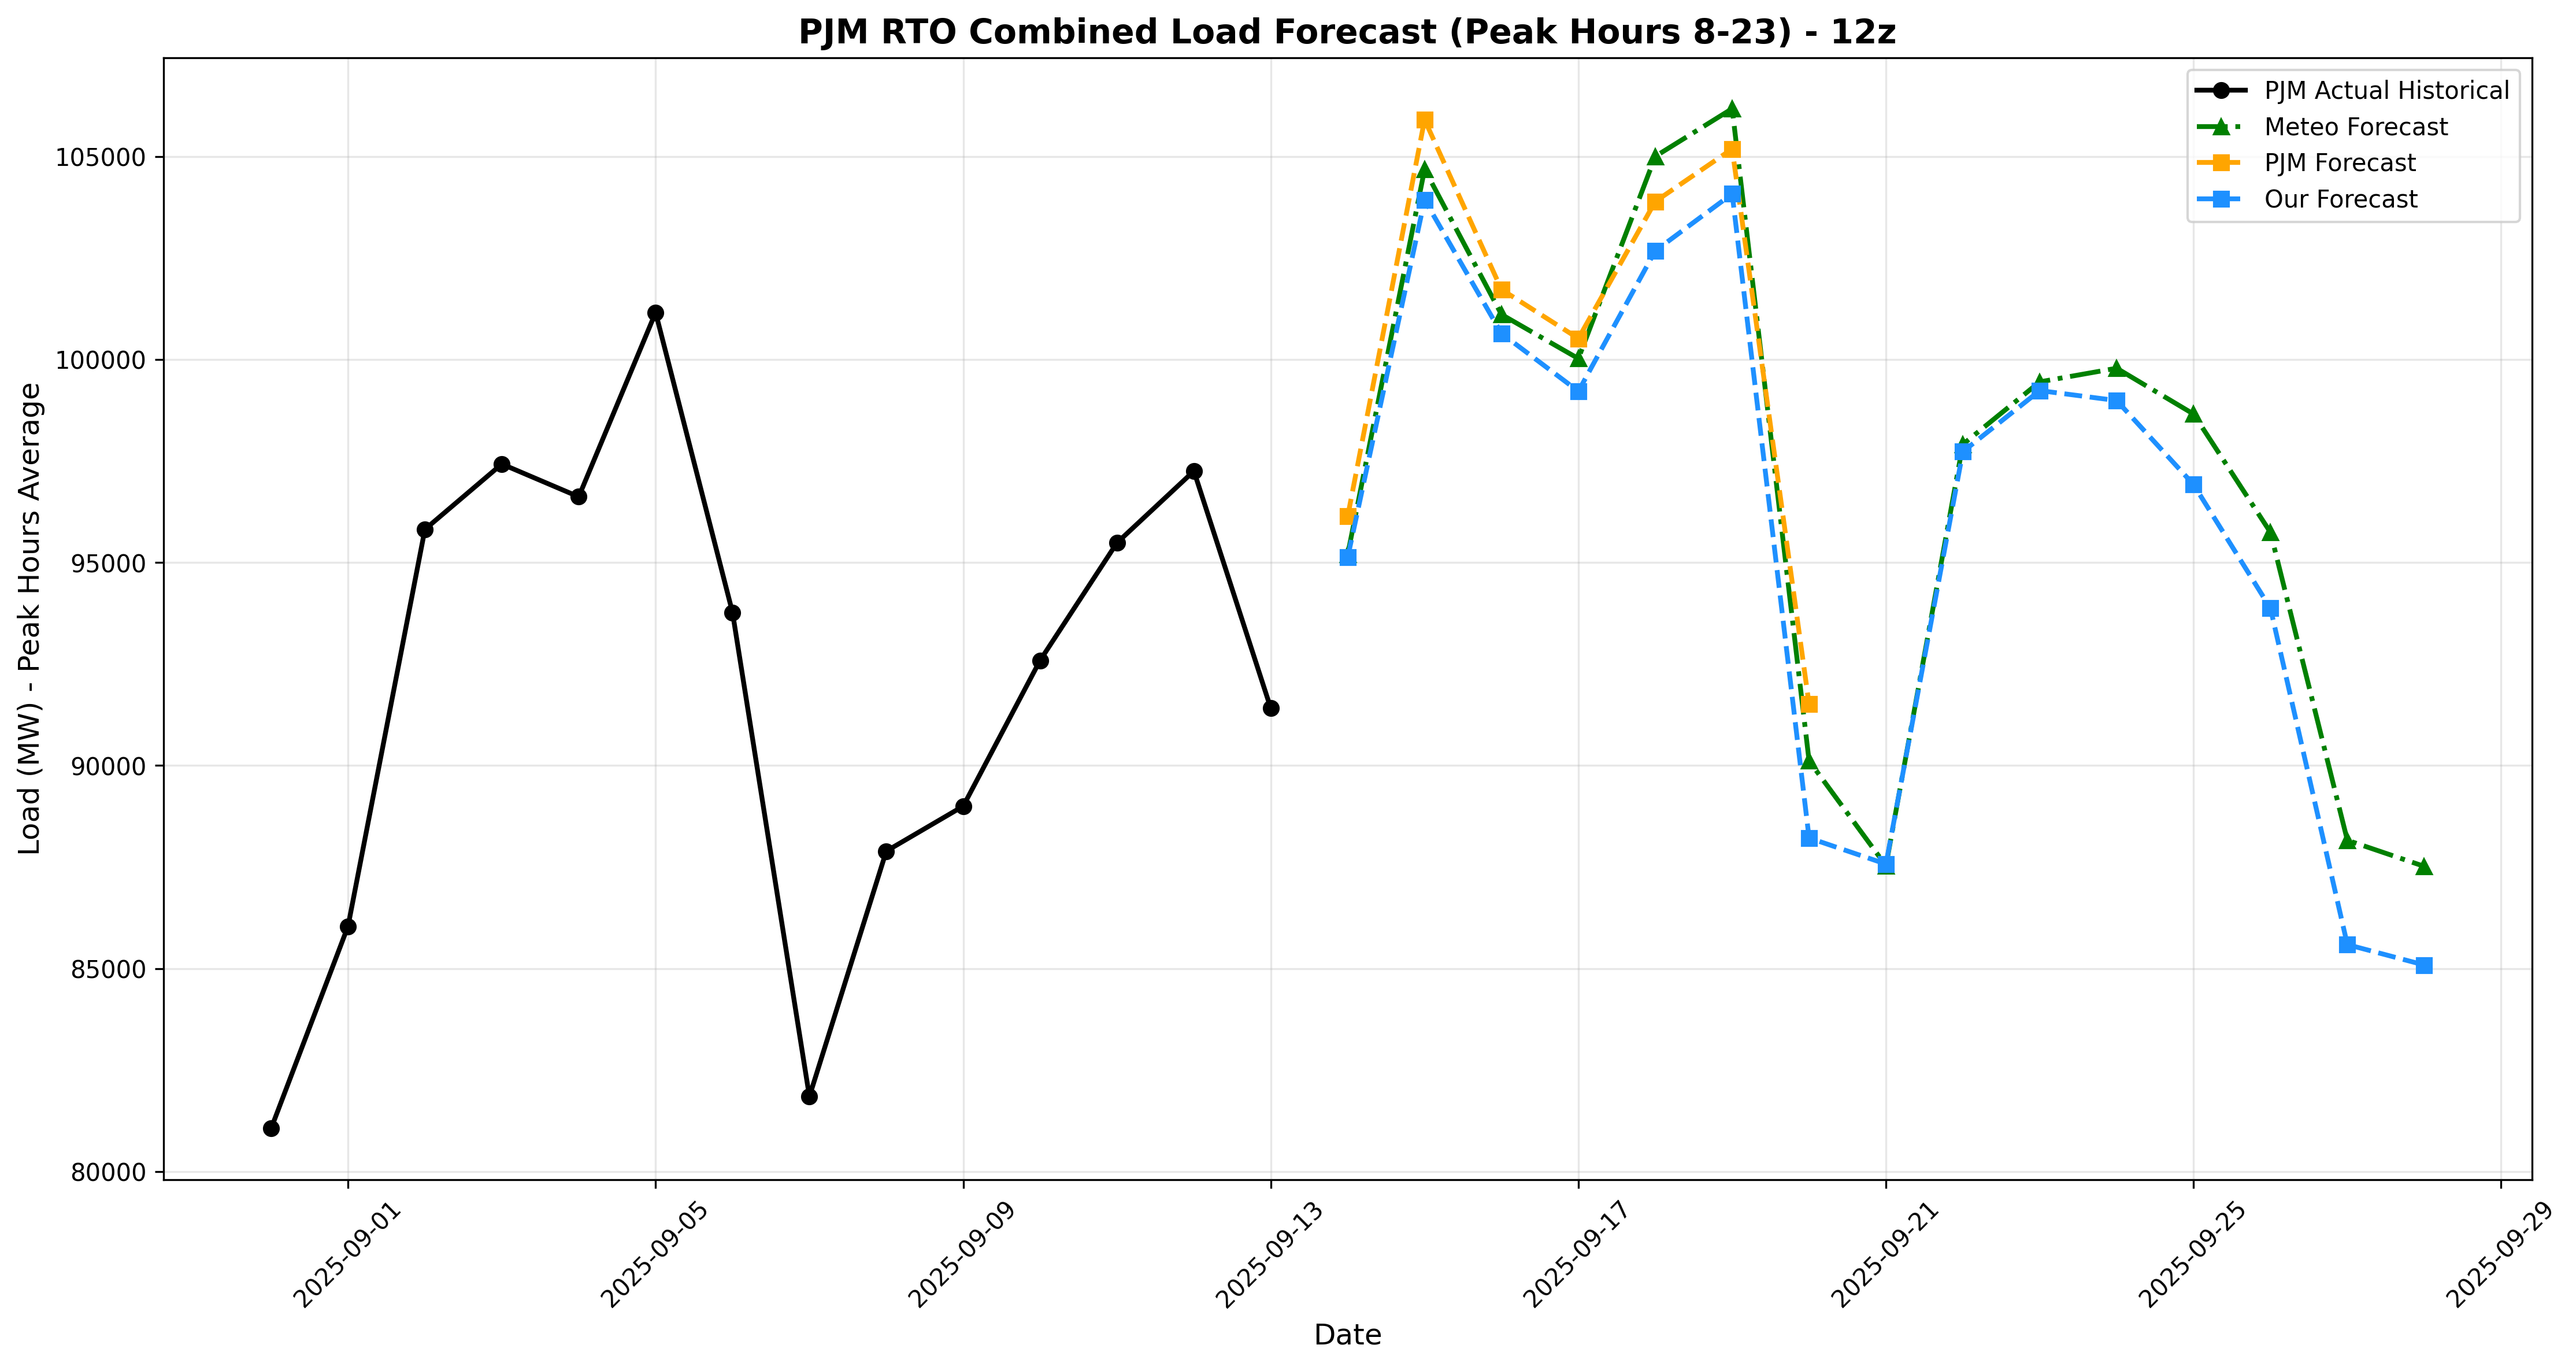 PJM RTO Combined Load Forecast (Peak Hours 8-23) - 12z
PJM Actual Historical
Meteo Forecast
PJM Forecast
Our Forecast
Load (MW) - Peak Hours Average
105000
100000
95000
90000
85000
80000
2025-09-01
2025-09-05
2025-09-09
2025-09-13
2025-09-17
2025-09-21
2025-09-25
2025-09-29
Date